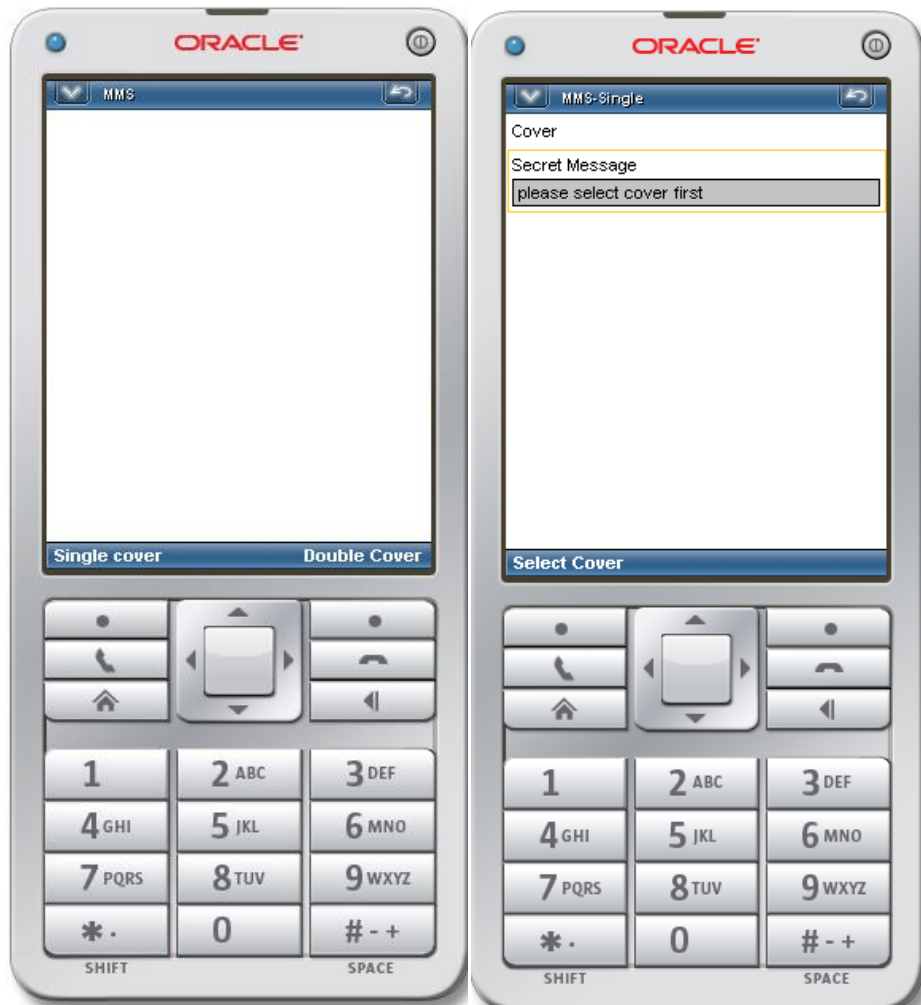 ORACLE
MMS
Single cover
Double Cover
1
2 ABC
3 DEF
4 GHI
5 JKL
6 MNO
7 PQRS
8 TUV
9 WXYZ
* .
0
# - +
SHIFT
SPACE
ORACLE
MMS-Single
Cover
Secret Message
please select cover first
Select Cover
1
2 ABC
3 DEF
4 GHI
5 JKL
6 MNO
7 PQRS
8 TUV
9 WXYZ
* .
0
# - +
SHIFT
SPACE